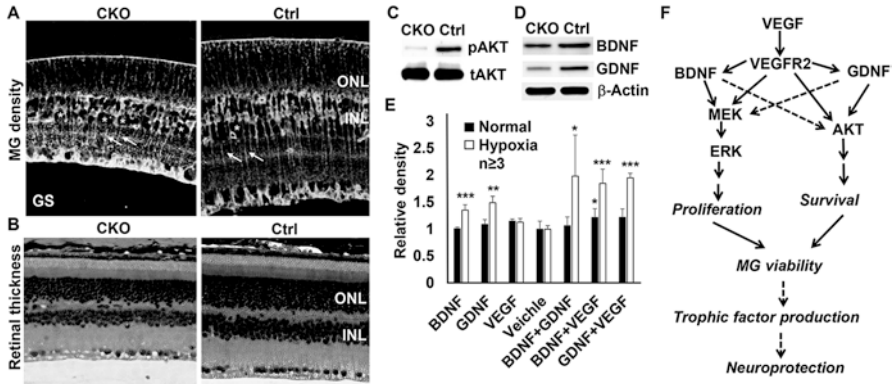 A
CKO
Ctrl
MG density
ONL
INL
GS
B
CKO
Ctrl
Retinal thickness
ONL
INL
C
CKO Ctrl
pAKT
tAKT
D
CKO Ctrl
BDNF
GDNF
β-Actin
E
Relative density
3
2.5
2
1.5
1
0.5
0
Normal
Hypoxia
n≥3
***
**
*
*
***
***
BDNF
GDNF
VEGF
Veichle
BDNF+GDNF
BDNF+VEGF
GDNF+VEGF
F
VEGF
VEGFR2
BDNF
GDNF
MEK
AKT
ERK
Proliferation
Survival
MG viability
Trophic factor production
Neuroprotection